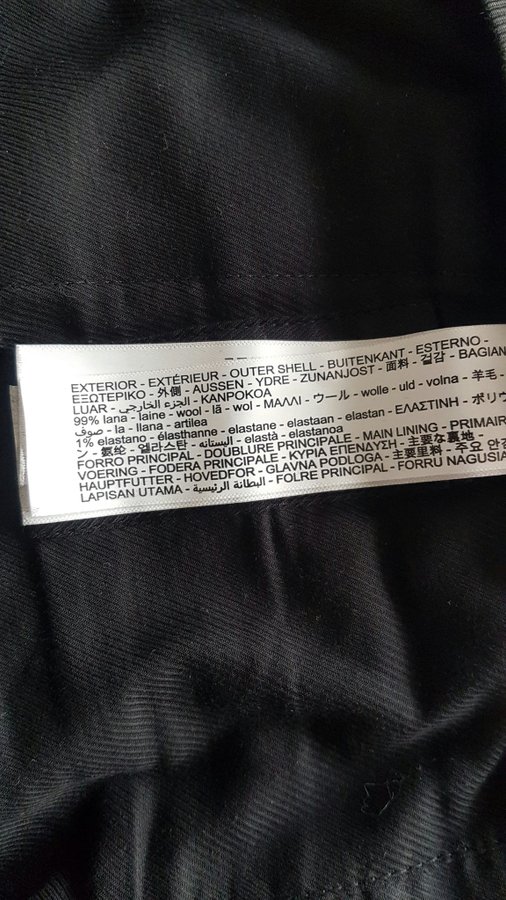 EXTERIOR - EXTÉRIEUR - OUTER SHELL - BUITENKANT - ESTERNO -
ΕΞΩΤΕΡΙΚΟ - 外側 - AUSSEN - YDRE - ZUNANJOST - 面料 - 겉감 - BAGIAN
LUAR - الجزء الخارجي - KANPOKOA
99% lana - laine - wool - lã - wol - ΜΑΛΛΙ - ウール - wolle - uld - volna - 羊毛 -
صوف - la - llana - artilea
1% elastano - élasthanne - elastane - elastaan - elastan - ΕΛΑΣΤΙΝΗ - ポリウ
ン - 氨纶 - 엘라스탄 - البستانه - elastà - elastanoa
FORRO PRINCIPAL - DOUBLURE PRINCIPALE - MAIN LINING - PRIMAIRE
VOERING - FODERA PRINCIPALE - ΚΥΡΙΑ ΕΠΕΝΔΥΣΗ - 主要な裏地 -
HAUPTFUTTER - HOVEDFOR - GLAVNA PODLOGA - 主要里料 - 주요 안감
LAPISAN UTAMA - البطانة الرئيسية - FOLRE PRINCIPAL - FORRU NAGUSIA